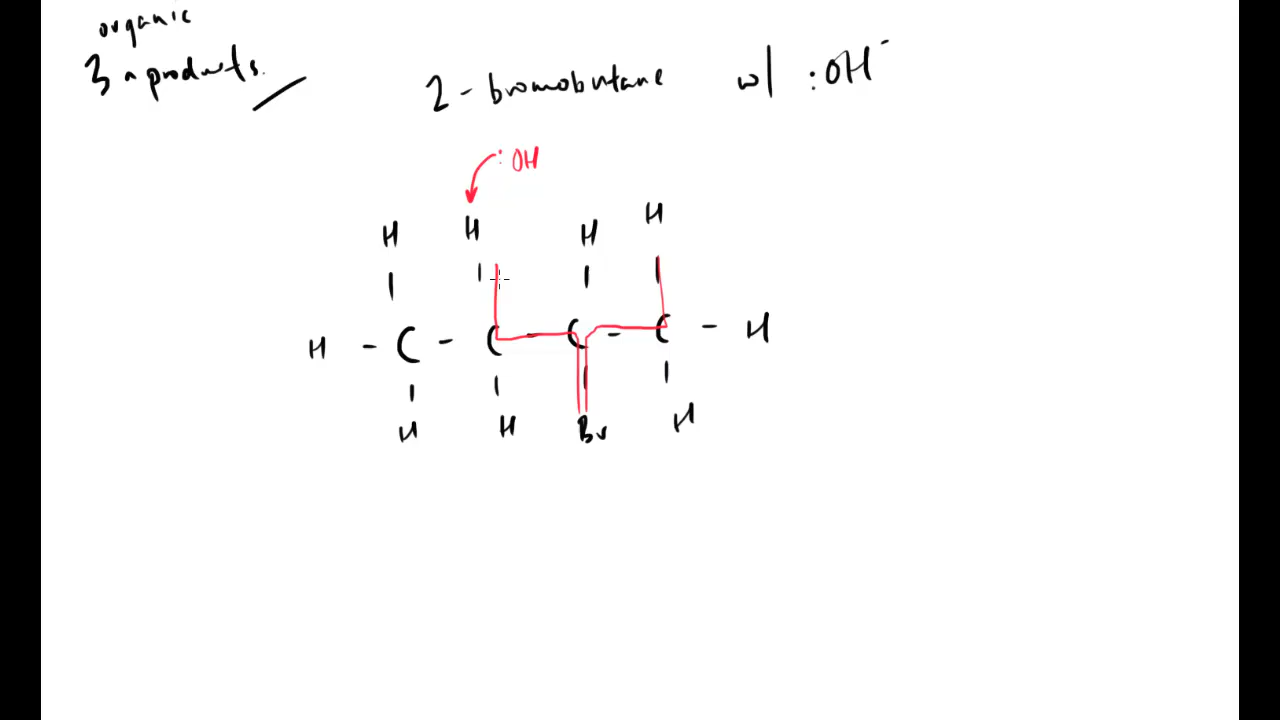 organic
3 products.
2-bromobutane w/ :OH⁻
:OH
H H H H
H - C - C - C - C - H
H H Br H